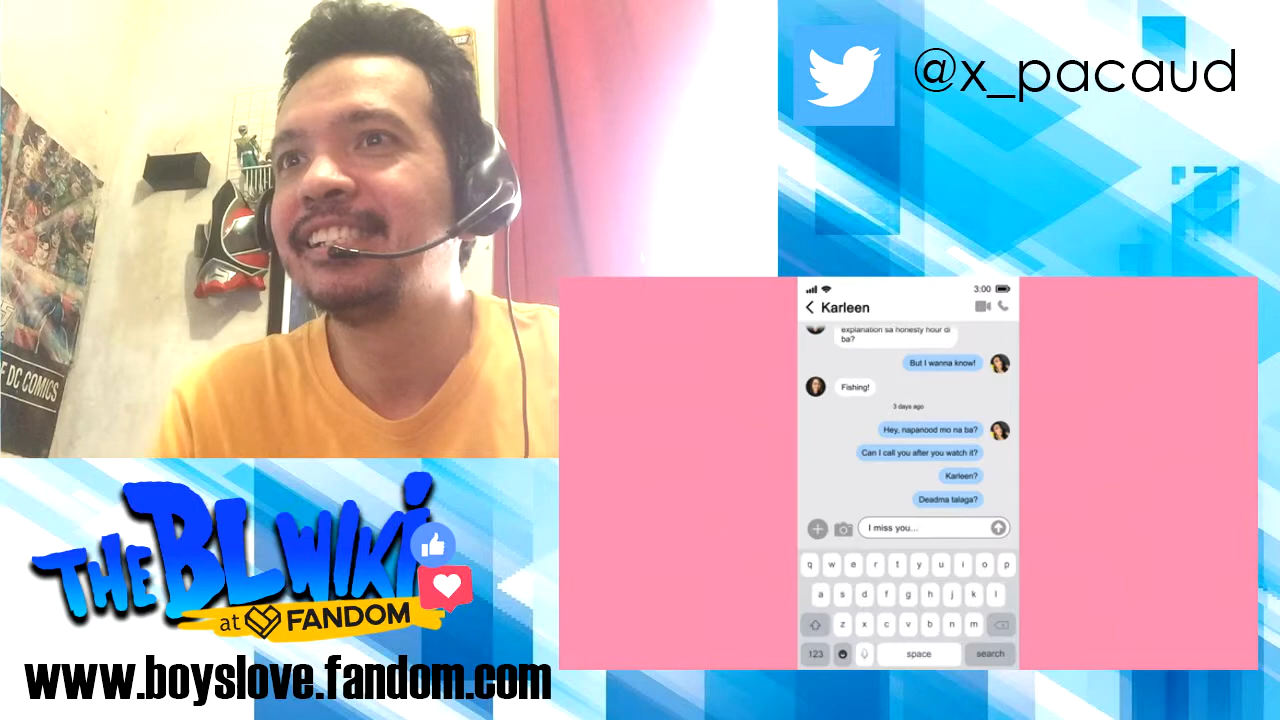 @x_pacaud
OF DC COMICS
3:00
Karleen
explanation sa honesty hour di
ba?
But I wanna know!
Fishing!
3 days ago
Hey, napanood mo na ba?
Can I call you after you watch it?
Karleen?
Deadma talaga?
I miss you...
q w e r t y u i o p
a s d f g h j k l
z x c v b n m
123 space search
THE BL WIKI
at FANDOM
www.boyslove.fandom.com